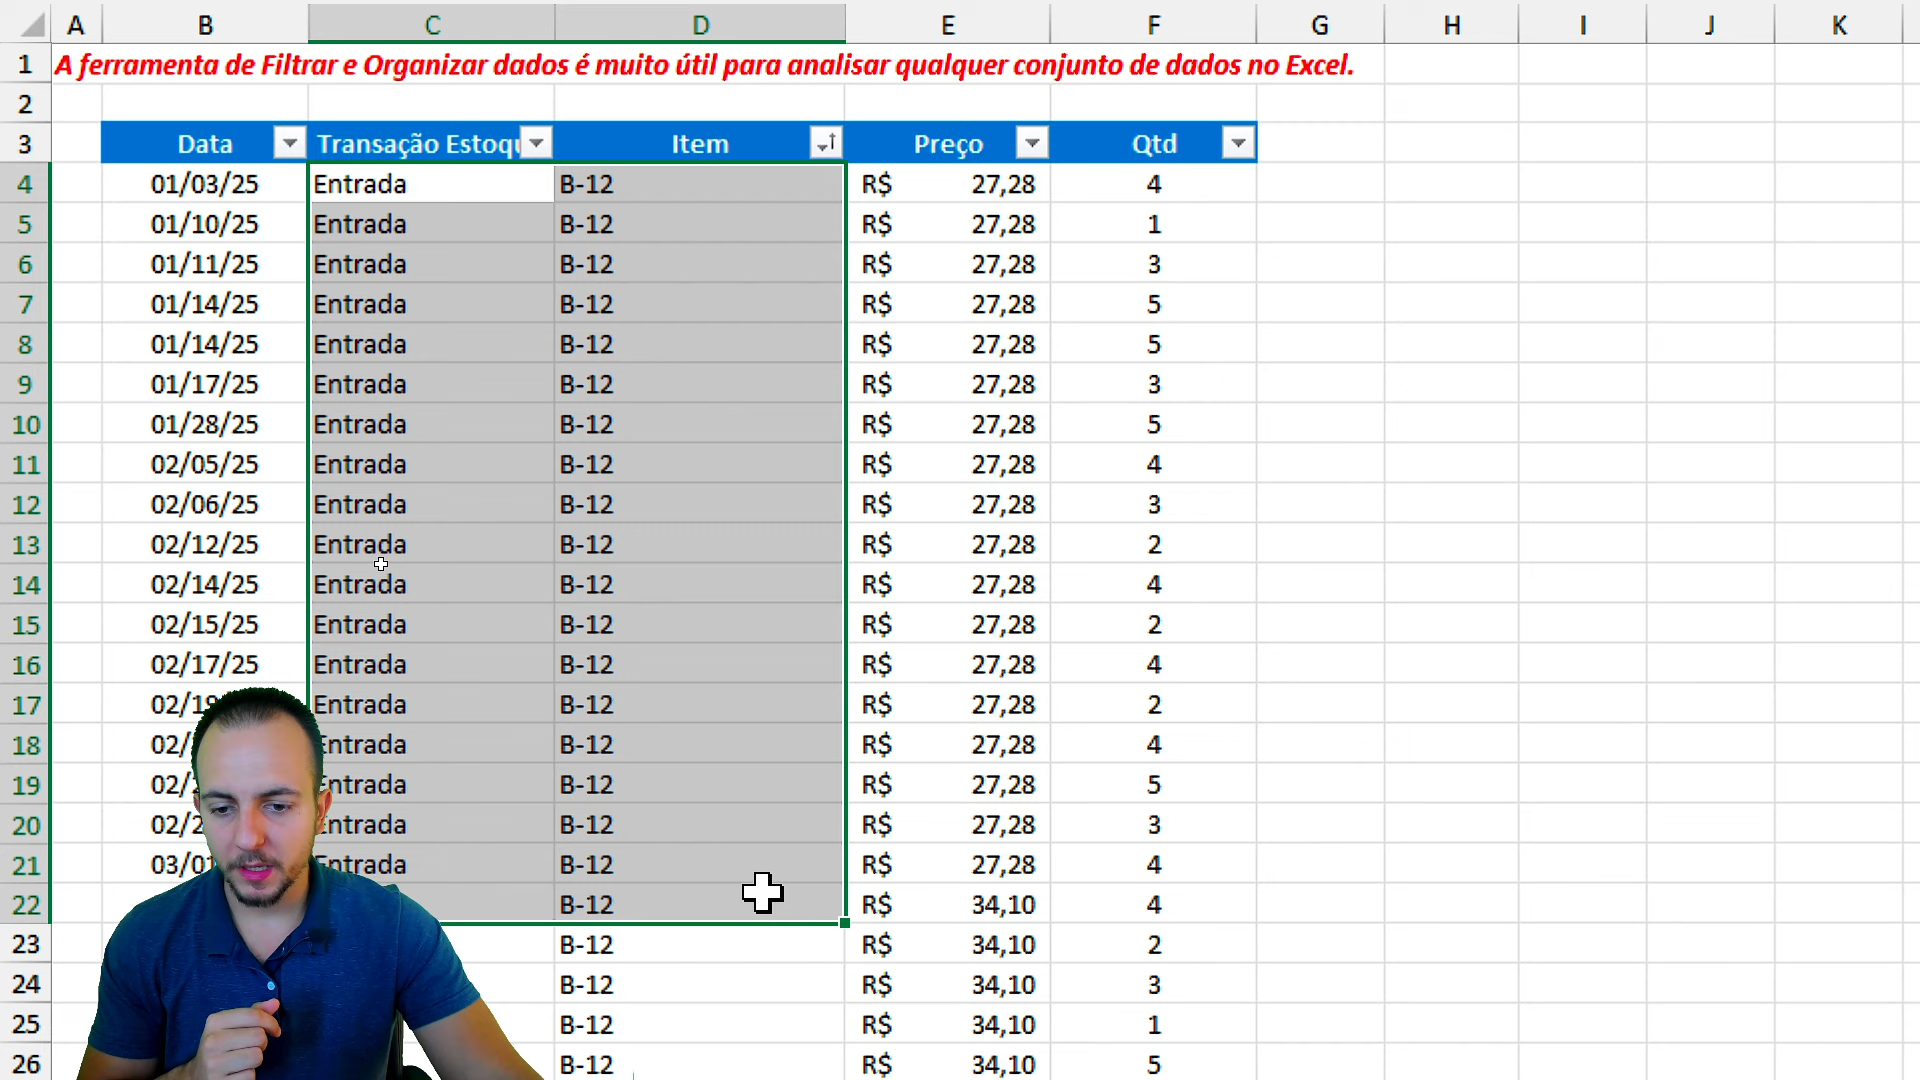 A B C D E F G H I J K
1 A ferramenta de Filtrar e Organizar dados é muito útil para analisar qualquer conjunto de dados no Excel.
2
3 Data Transação Estoqu Item Preço Qtd
4 01/03/25 Entrada B-12 R$ 27,28 4
5 01/10/25 Entrada B-12 R$ 27,28 1
6 01/11/25 Entrada B-12 R$ 27,28 3
7 01/14/25 Entrada B-12 R$ 27,28 5
8 01/14/25 Entrada B-12 R$ 27,28 5
9 01/17/25 Entrada B-12 R$ 27,28 3
10 01/28/25 Entrada B-12 R$ 27,28 5
11 02/05/25 Entrada B-12 R$ 27,28 4
12 02/06/25 Entrada B-12 R$ 27,28 3
13 02/12/25 Entrada B-12 R$ 27,28 2
14 02/14/25 Entrada B-12 R$ 27,28 4
15 02/15/25 Entrada B-12 R$ 27,28 2
16 02/17/25 Entrada B-12 R$ 27,28 4
17 Entrada B-12 R$ 27,28 2
18 Entrada B-12 R$ 27,28 4
19 Entrada B-12 R$ 27,28 5
20 Entrada B-12 R$ 27,28 3
21 Entrada B-12 R$ 27,28 4
22 B-12 R$ 34,10 4
23 B-12 R$ 34,10 2
24 B-12 R$ 34,10 3
25 B-12 R$ 34,10 1
26 B-12 R$ 34,10 5